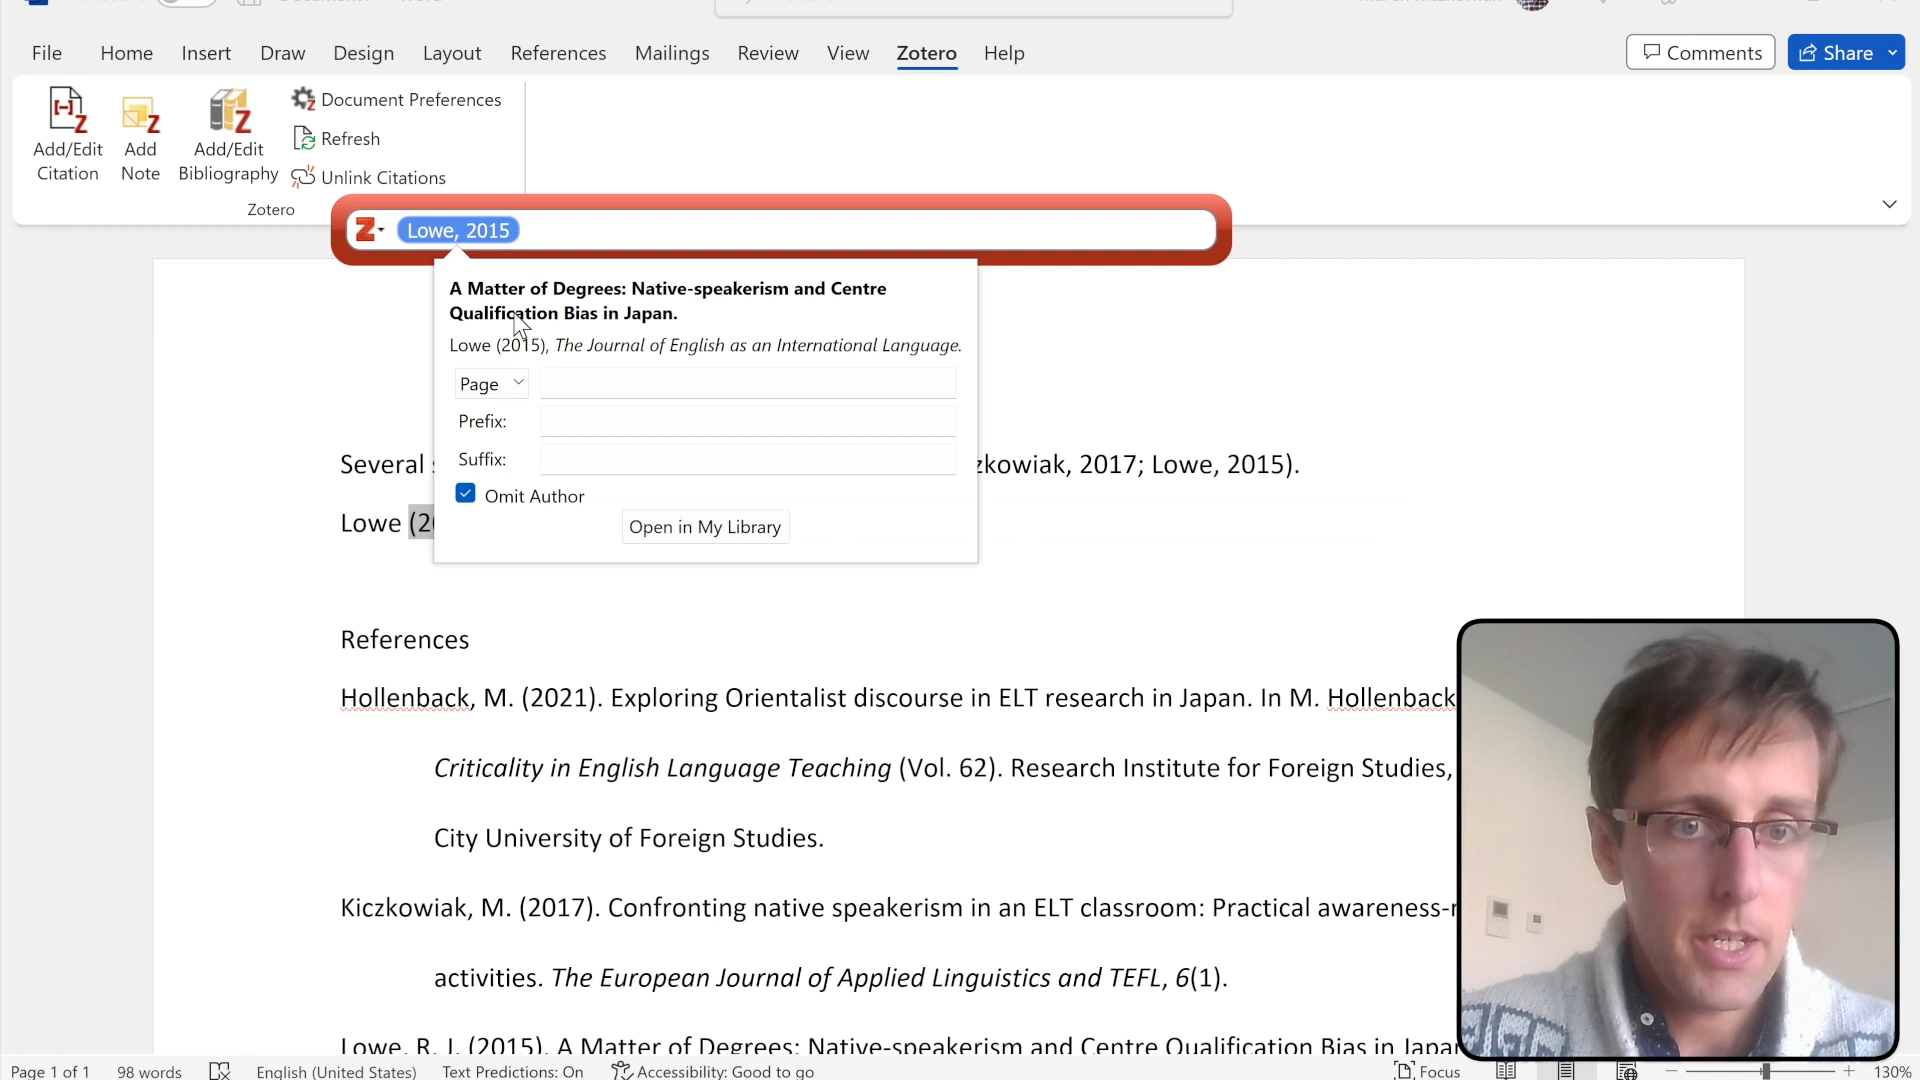 File Home Insert Draw Design Layout References Mailings Review View Zotero Help Comments Share
Add/Edit Citation
Add Note
Add/Edit Bibliography
Document Preferences
Refresh
Unlink Citations
Zotero
Z Lowe, 2015
A Matter of Degrees: Native-speakerism and Centre
Qualification Bias in Japan.
Lowe (2015), The Journal of English as an International Language.
Page
Prefix:
Suffix:
Omit Author
Open in My Library
Several zkowiak, 2017; Lowe, 2015).
Lowe (20
References
Hollenback, M. (2021). Exploring Orientalist discourse in ELT research in Japan. In M. Hollenback
Criticality in English Language Teaching (Vol. 62). Research Institute for Foreign Studies,
City University of Foreign Studies.
Kiczkowiak, M. (2017). Confronting native speakerism in an ELT classroom: Practical awareness-r
activities. The European Journal of Applied Linguistics and TEFL, 6(1).
Lowe, R. J. (2015). A Matter of Degrees: Native-speakerism and Centre Qualification Bias in Japan
Page 1 of 1 98 words English (United States) Text Predictions: On Accessibility: Good to go Focus 130%